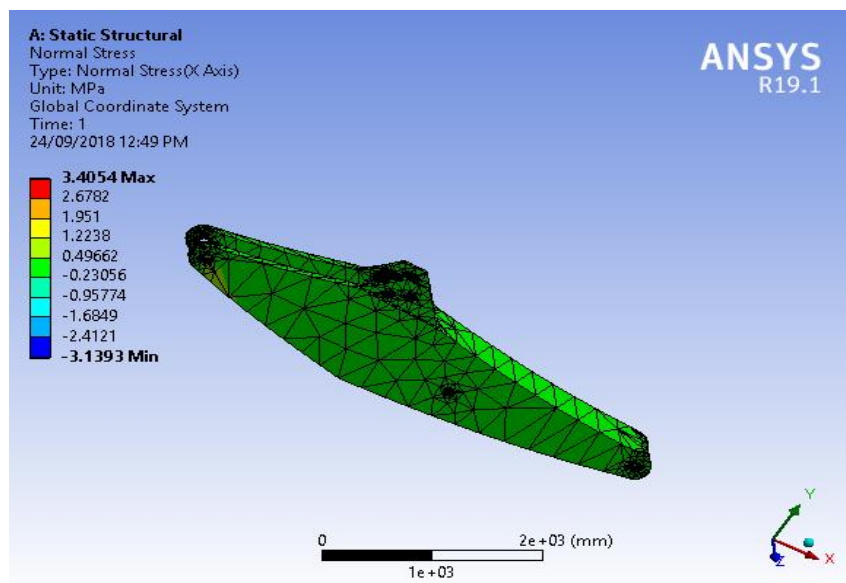 A: Static Structural
Normal Stress
Type: Normal Stress(X Axis)
Unit: MPa
Global Coordinate System
Time: 1
24/09/2018 12:49 PM
ANSYS
R19.1
3.4054 Max
2.6782
1.951
1.2238
0.49662
-0.23056
-0.95774
-1.6849
-2.4121
-3.1393 Min
0
2e+03 (mm)
1e+03
Y
Z
X